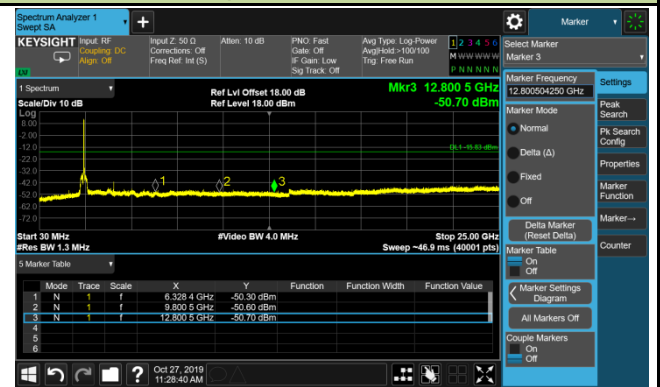 Spectrum Analyzer 1
Swept SA
+
Marker
KEYSIGHT
Input: RF
Coupling: DC
Align: Off
Input Z: 50 Ω
Corrections: Off
Freq Ref: Int (S)
Atten: 10 dB
PNO: Fast
Gate: Off
IF Gain: Low
Sig Track: Off
Avg Type: Log-Power
Avg|Hold:>100/100
Trig: Free Run
1 2 3 4 5 6
M W W W W W
P N N N N N
LV
Select Marker
Marker 3
1 Spectrum
Scale/Div 10 dB
Ref Lvl Offset 18.00 dB
Ref Level 18.00 dBm
Mkr3 12.800 5 GHz
-50.70 dBm
Log
8.00
-2.00
-12.0
-22.0
-32.0
-42.0
-52.0
-62.0
-72.0
DL1 -15.83 dBm
1
2
3
Start 30 MHz
#Video BW 4.0 MHz
Stop 25.00 GHz
#Res BW 1.3 MHz
Sweep ~46.9 ms (40001 pts)
5 Marker Table
Mode Trace Scale X Y Function Function Width Function Value
1 N 1 f 6.328 4 GHz -50.30 dBm
2 N 1 f 9.800 5 GHz -50.60 dBm
3 N 1 f 12.800 5 GHz -50.70 dBm
4
5
6
Marker Frequency
12.800504250 GHz
Marker Mode
Normal
Delta (Δ)
Fixed
Off
Delta Marker
(Reset Delta)
Marker Table
On
Off
Marker Settings
Diagram
All Markers Off
Couple Markers
On
Off
Settings
Peak
Search
Pk Search
Config
Properties
Marker
Function
Marker→
Counter
?
Oct 27, 2019
11:28:40 AM